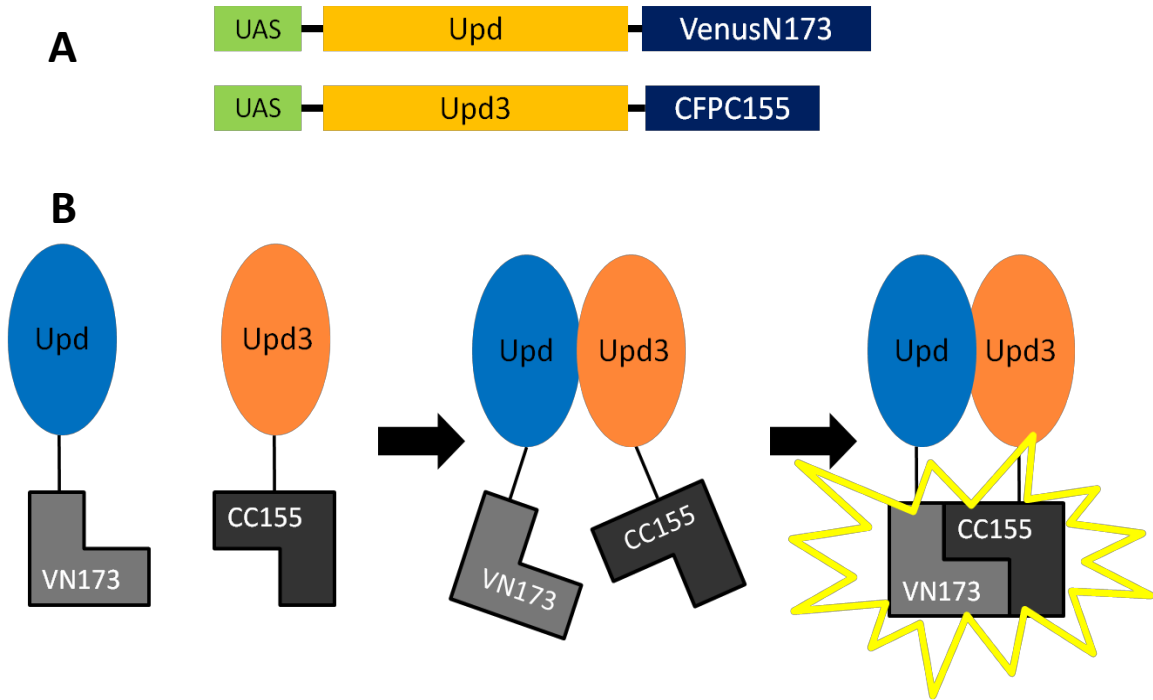 A
UAS Upd VenusN173
UAS Upd3 CFPC155
B
Upd Upd3 Upd Upd3 Upd Upd3
CC155 CC155 CC155
VN173 VN173 VN173